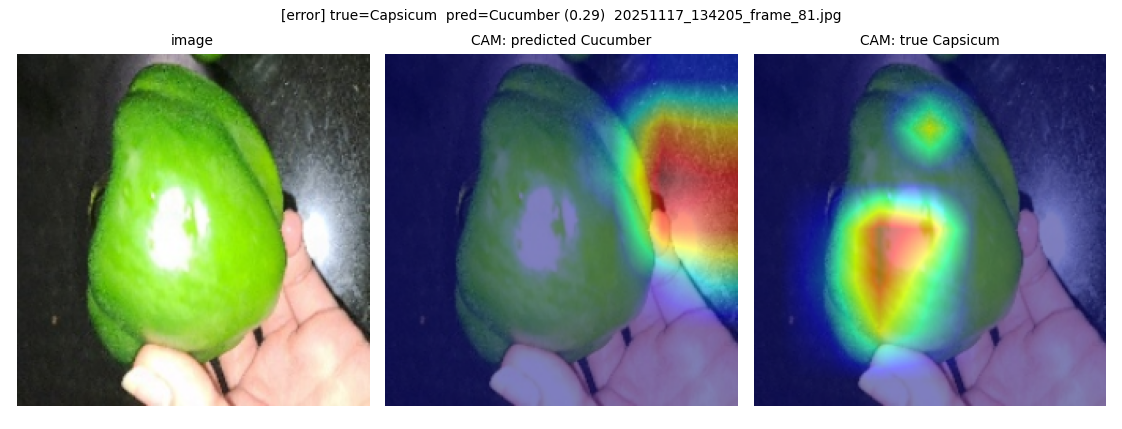 [error] true=Capsicum  pred=Cucumber (0.29)  20251117_134205_frame_81.jpg
image
CAM: predicted Cucumber
CAM: true Capsicum